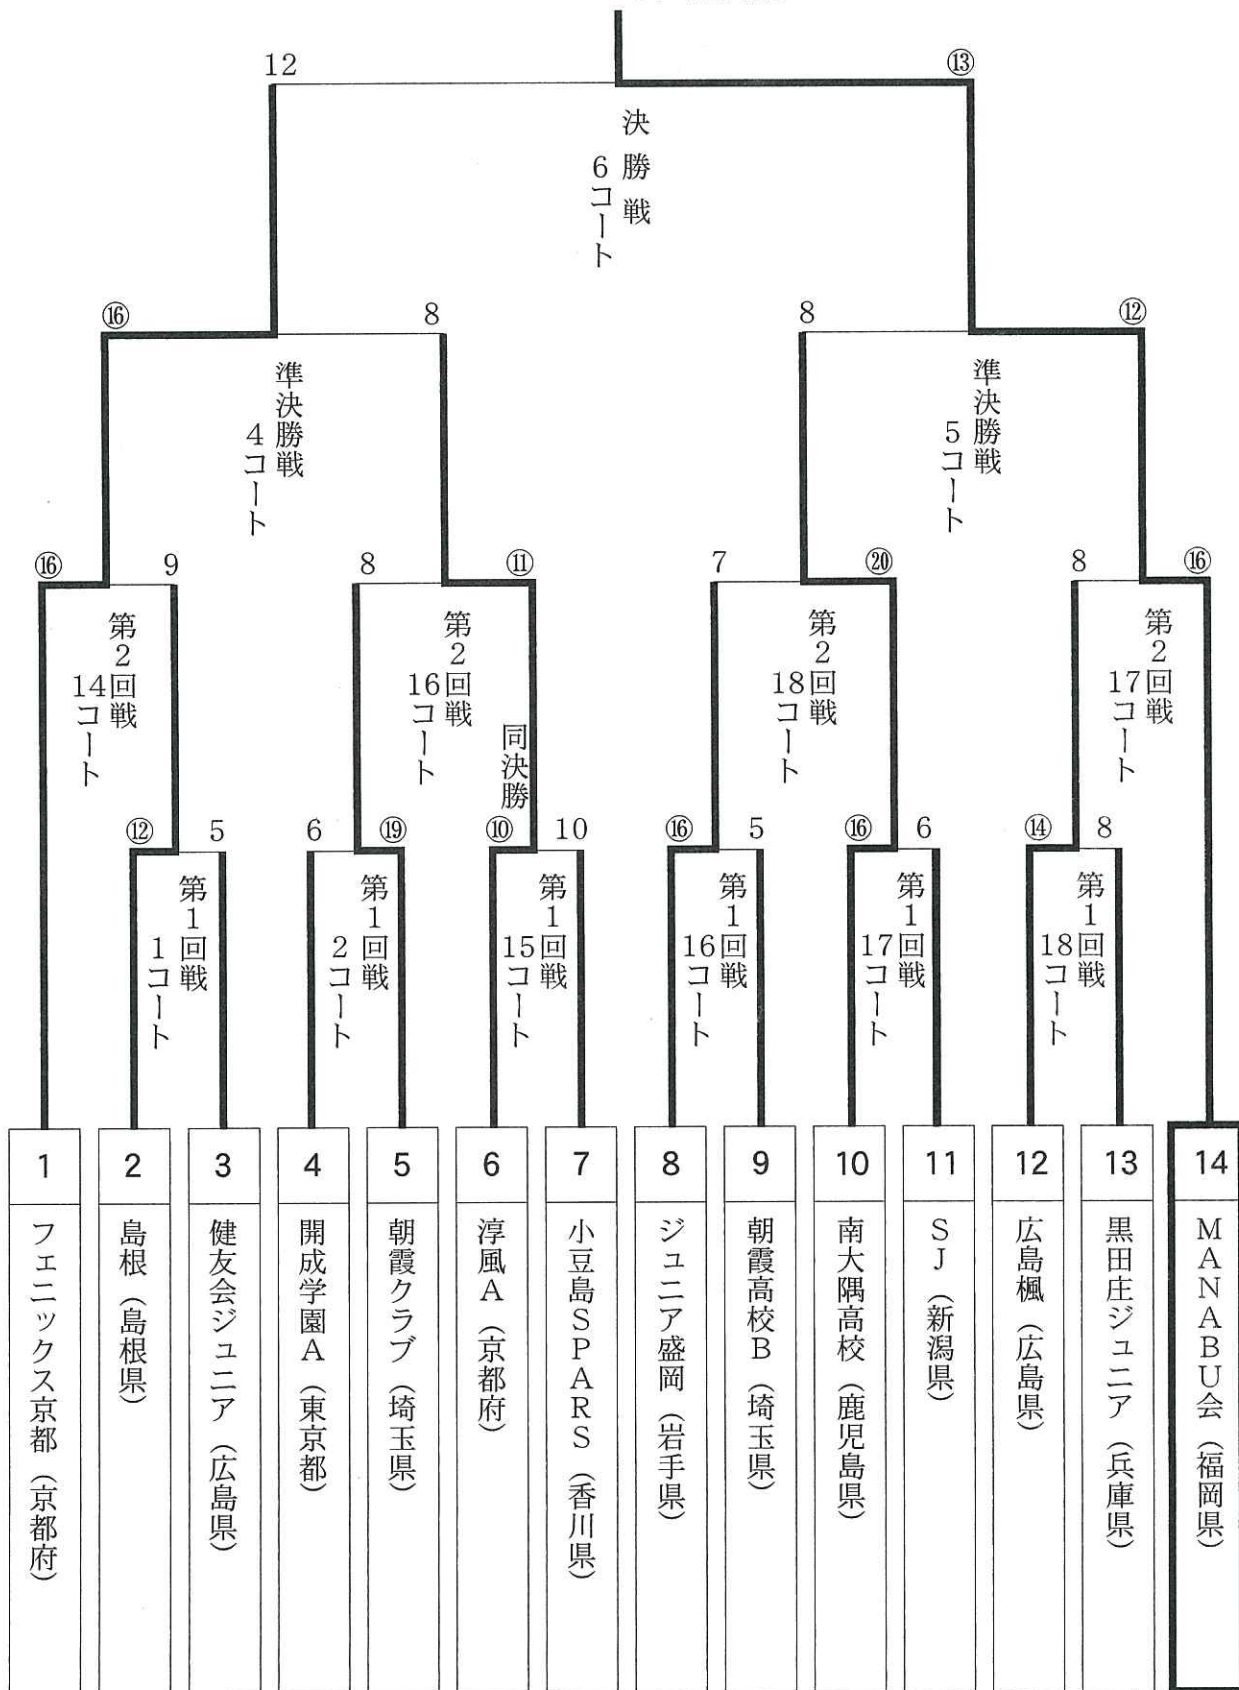 12
⑬
決勝戦
6コート
⑯
8
8
⑫
準決勝戦
4コート
準決勝戦
5コート
⑯
9
8
⑪
7
⑳
8
⑯
第2回戦
14コート
第2回戦
16コート
同決勝
第2回戦
18コート
第2回戦
17コート
⑫
5
6
⑲
⑩
10
⑯
5
⑯
6
⑭
8
第1回戦
1コート
第1回戦
2コート
第1回戦
15コート
第1回戦
16コート
第1回戦
17コート
第1回戦
18コート
1
フェニックス京都（京都府）
2
島根（島根県）
3
健友会ジュニア（広島県）
4
開成学園A（東京都）
5
朝霞クラブ（埼玉県）
6
淳風A（京都府）
7
小豆島SPARS（香川県）
8
ジュニア盛岡（岩手県）
9
朝霞高校B（埼玉県）
10
南大隅高校（鹿児島県）
11
SJ（新潟県）
12
広島楓（広島県）
13
黒田庄ジュニア（兵庫県）
14
MANABU会（福岡県）